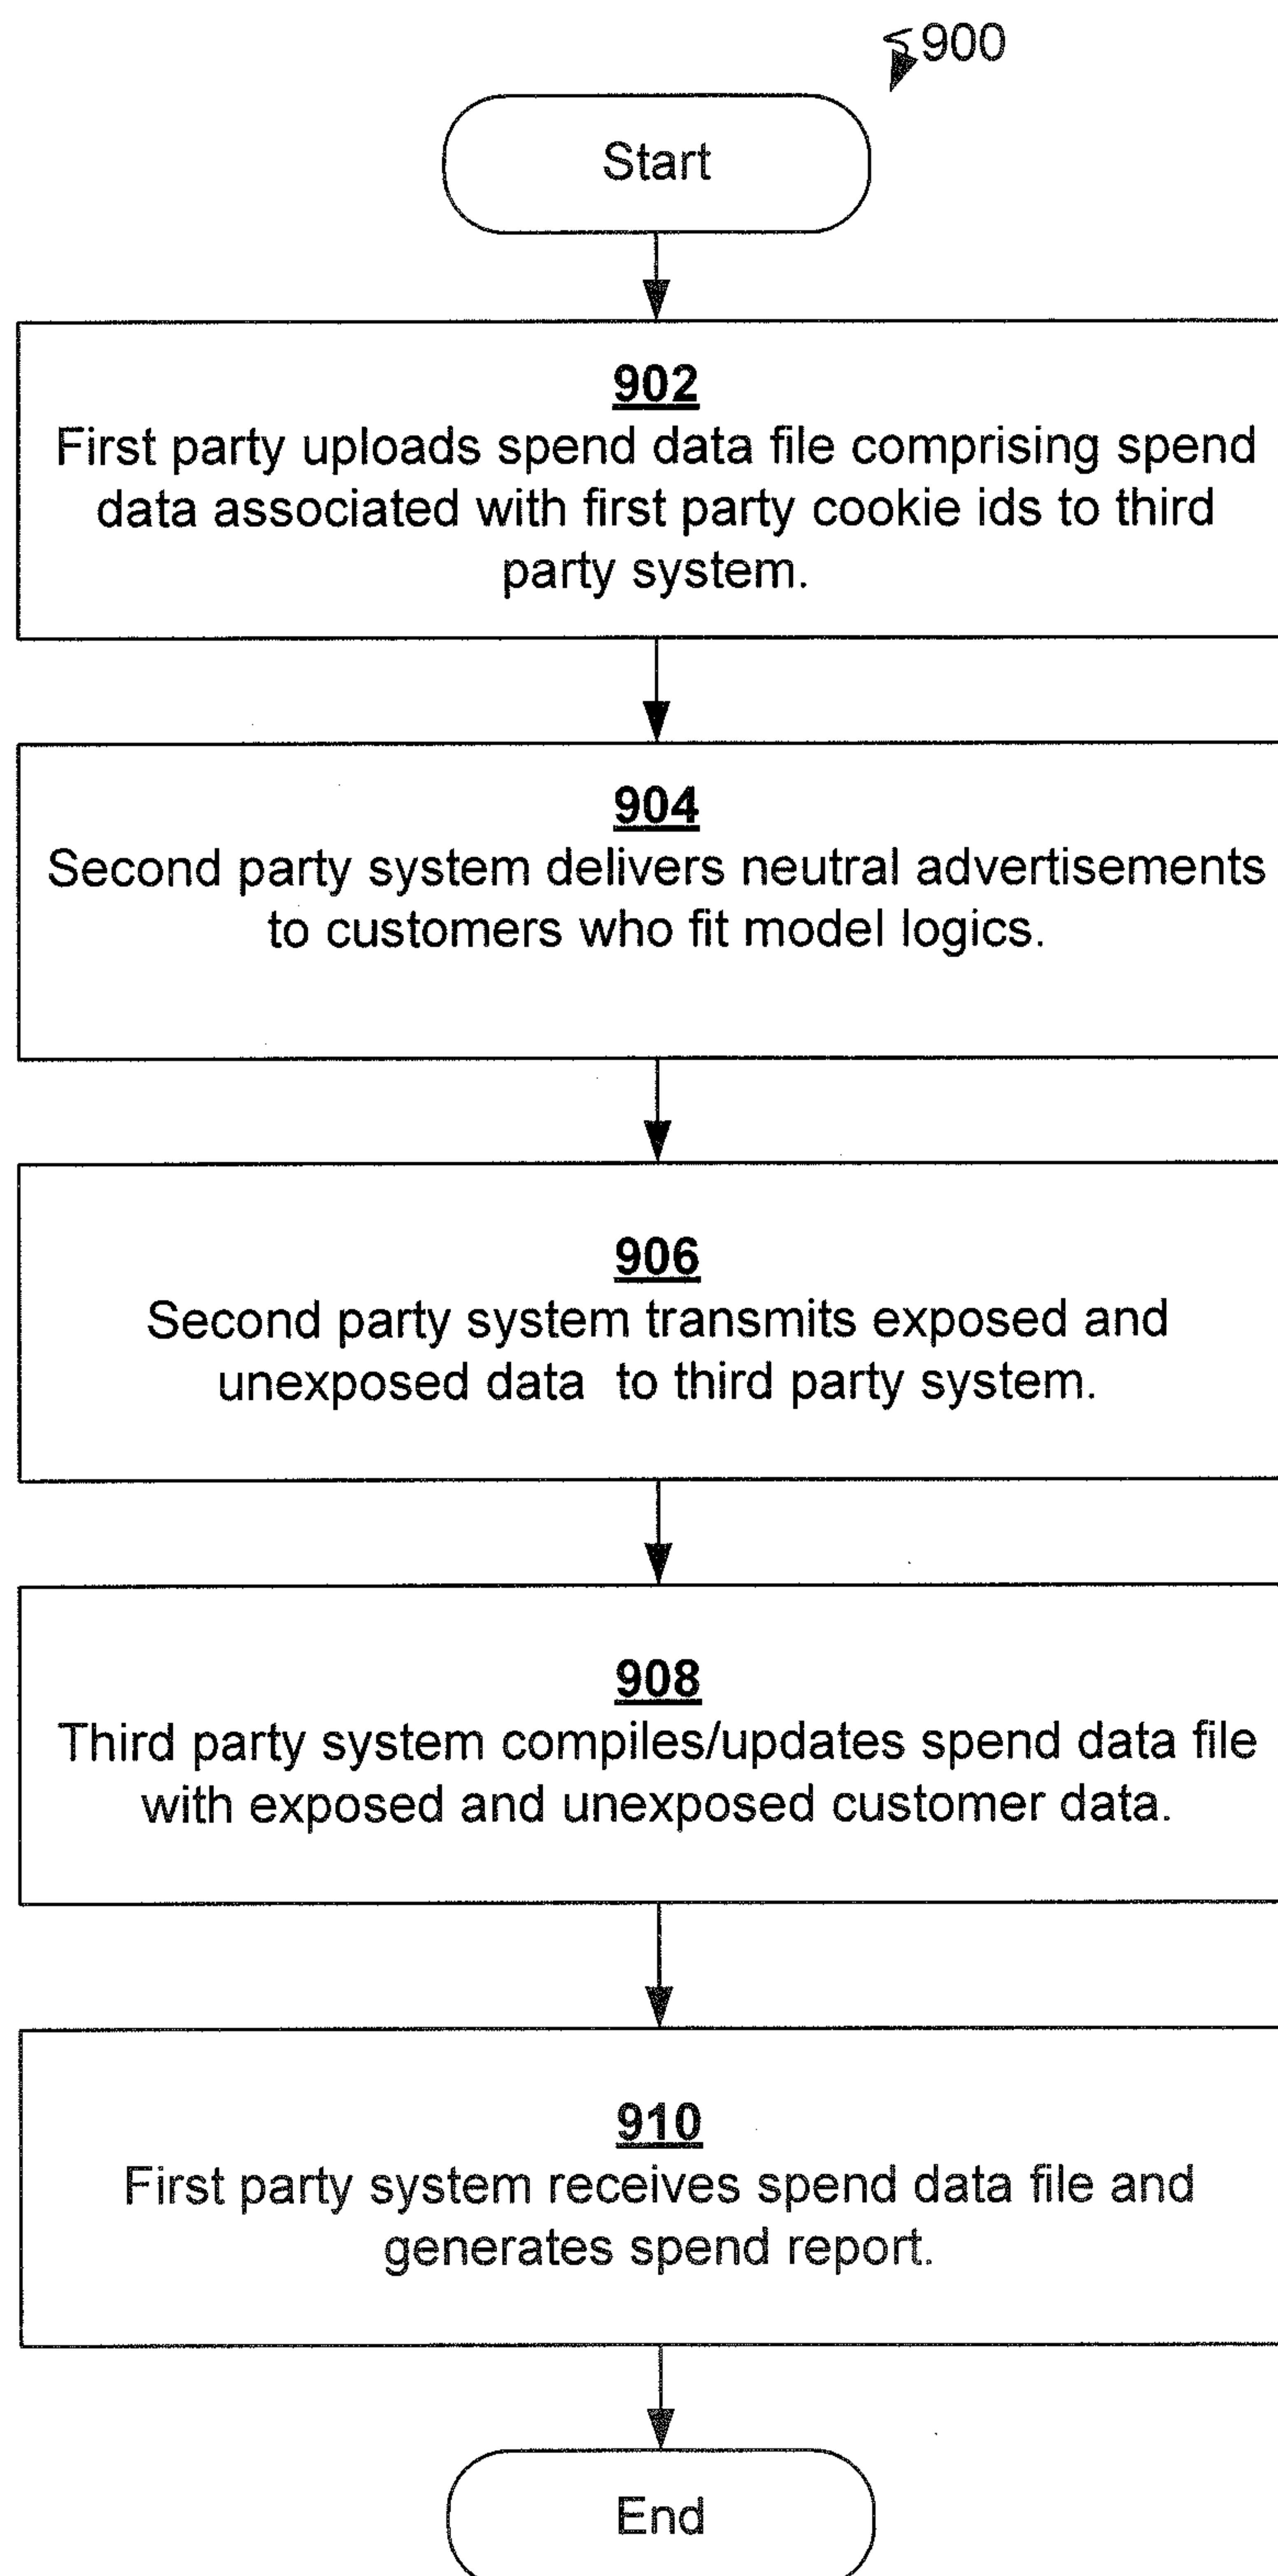 900
Start
902
First party uploads spend data file comprising spend
data associated with first party cookie ids to third
party system.
904
Second party system delivers neutral advertisements
to customers who fit model logics.
906
Second party system transmits exposed and
unexposed data to third party system.
908
Third party system compiles/updates spend data file
with exposed and unexposed customer data.
910
First party system receives spend data file and
generates spend report.
End